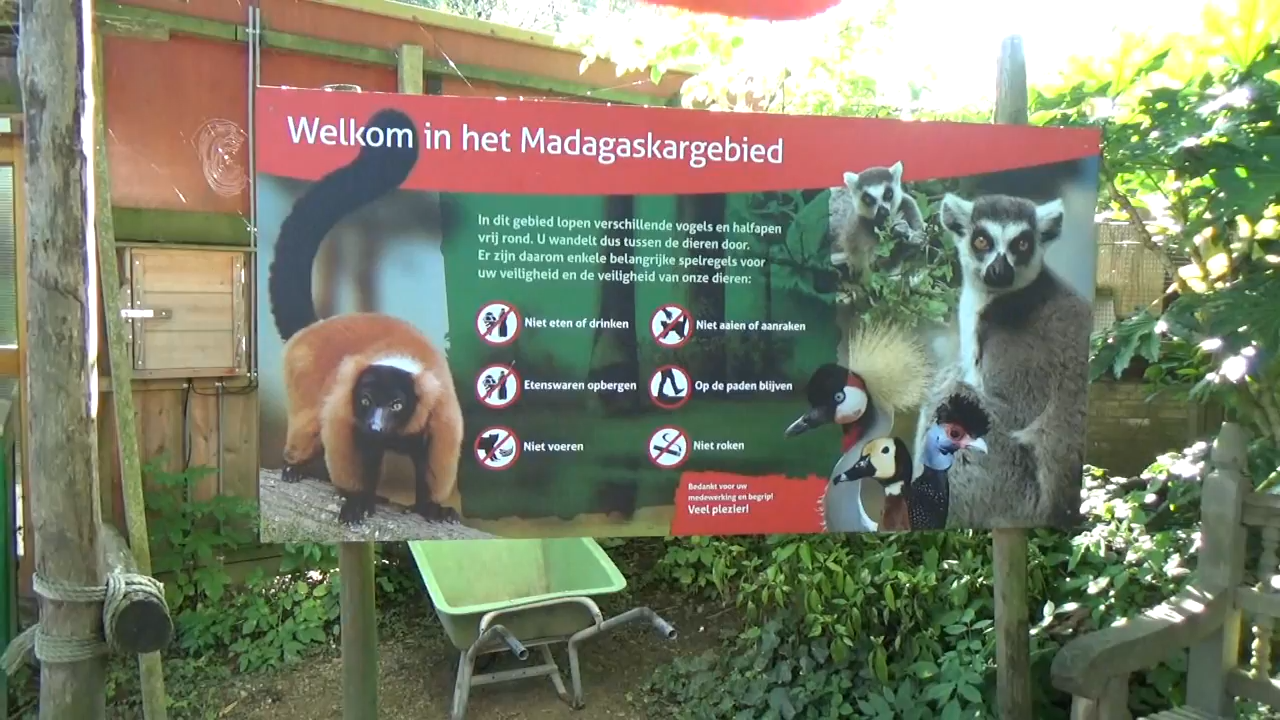 Welkom in het Madagaskargebied
In dit gebied lopen verschillende vogels en halfapen
vrij rond. U wandelt dus tussen de dieren door.
Er zijn daarom enkele belangrijke spelregels voor
uw veiligheid en de veiligheid van onze dieren:
Niet eten of drinken
Niet aaien of aanraken
Etenswaren opbergen
Op de paden blijven
Niet voeren
Niet roken
Bedankt voor uw
medewerking en begrip!
Veel plezier!